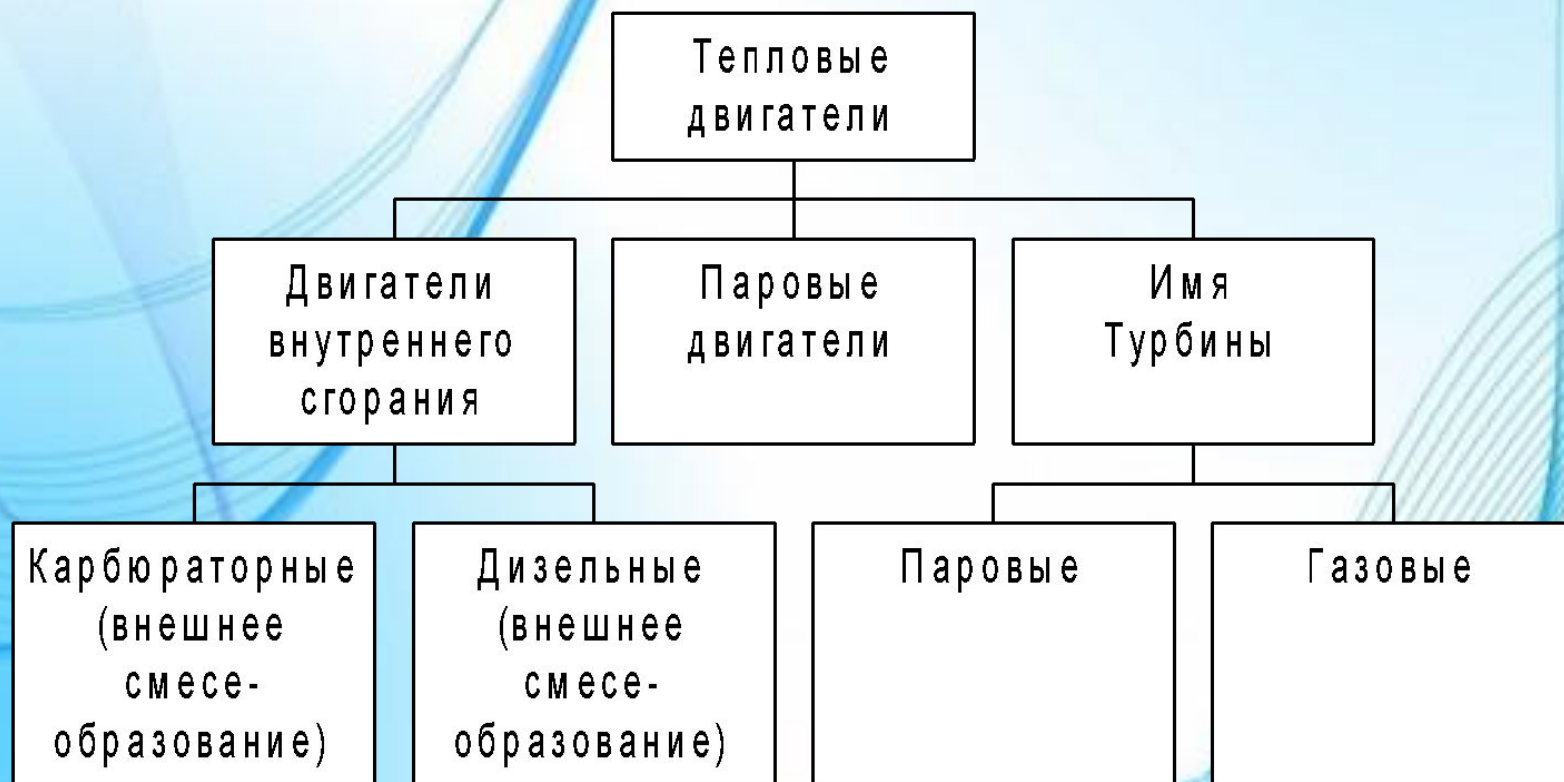 Тепловые
двигатели
Двигатели
внутреннего
сгорания
Паровые
двигатели
Имя
Турбины
Карбюраторные
(внешнее
смесе-
образование)
Дизельные
(внешнее
смесе-
образование)
Паровые
Газовые